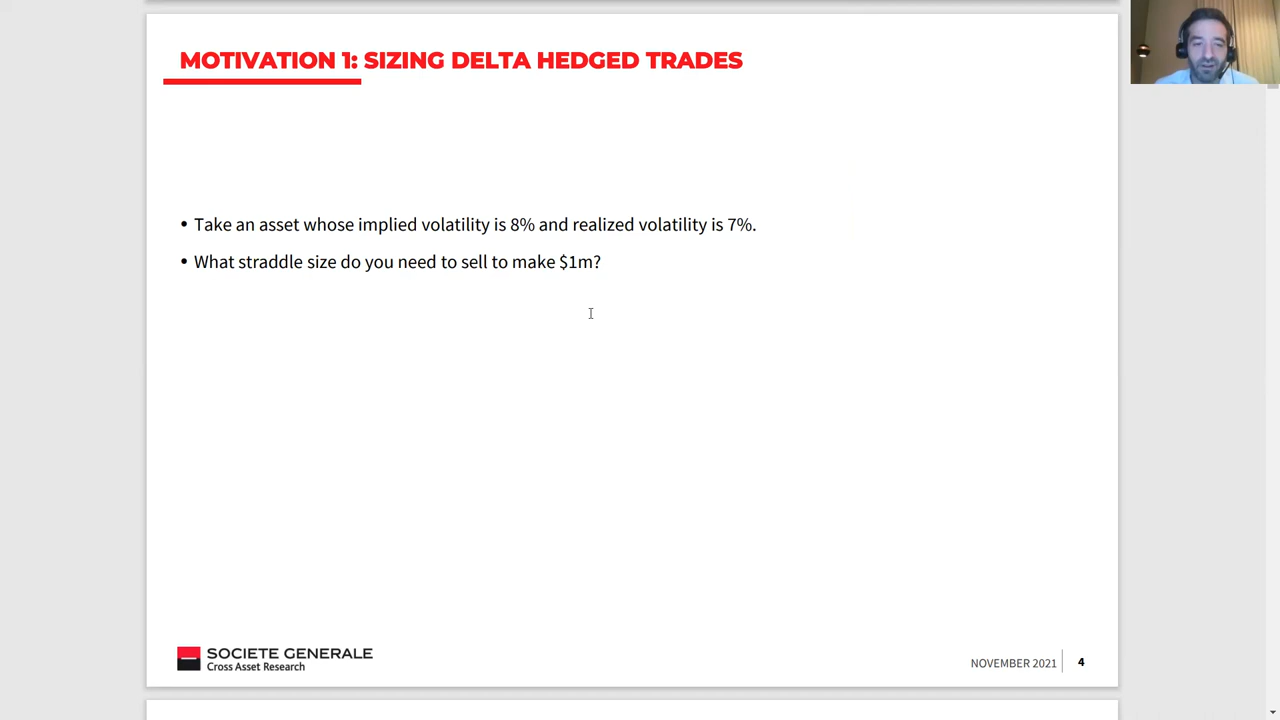 MOTIVATION 1: SIZING DELTA HEDGED TRADES
• Take an asset whose implied volatility is 8% and realized volatility is 7%.
• What straddle size do you need to sell to make $1m?
SOCIETE GENERALE
Cross Asset Research
NOVEMBER 2021
4